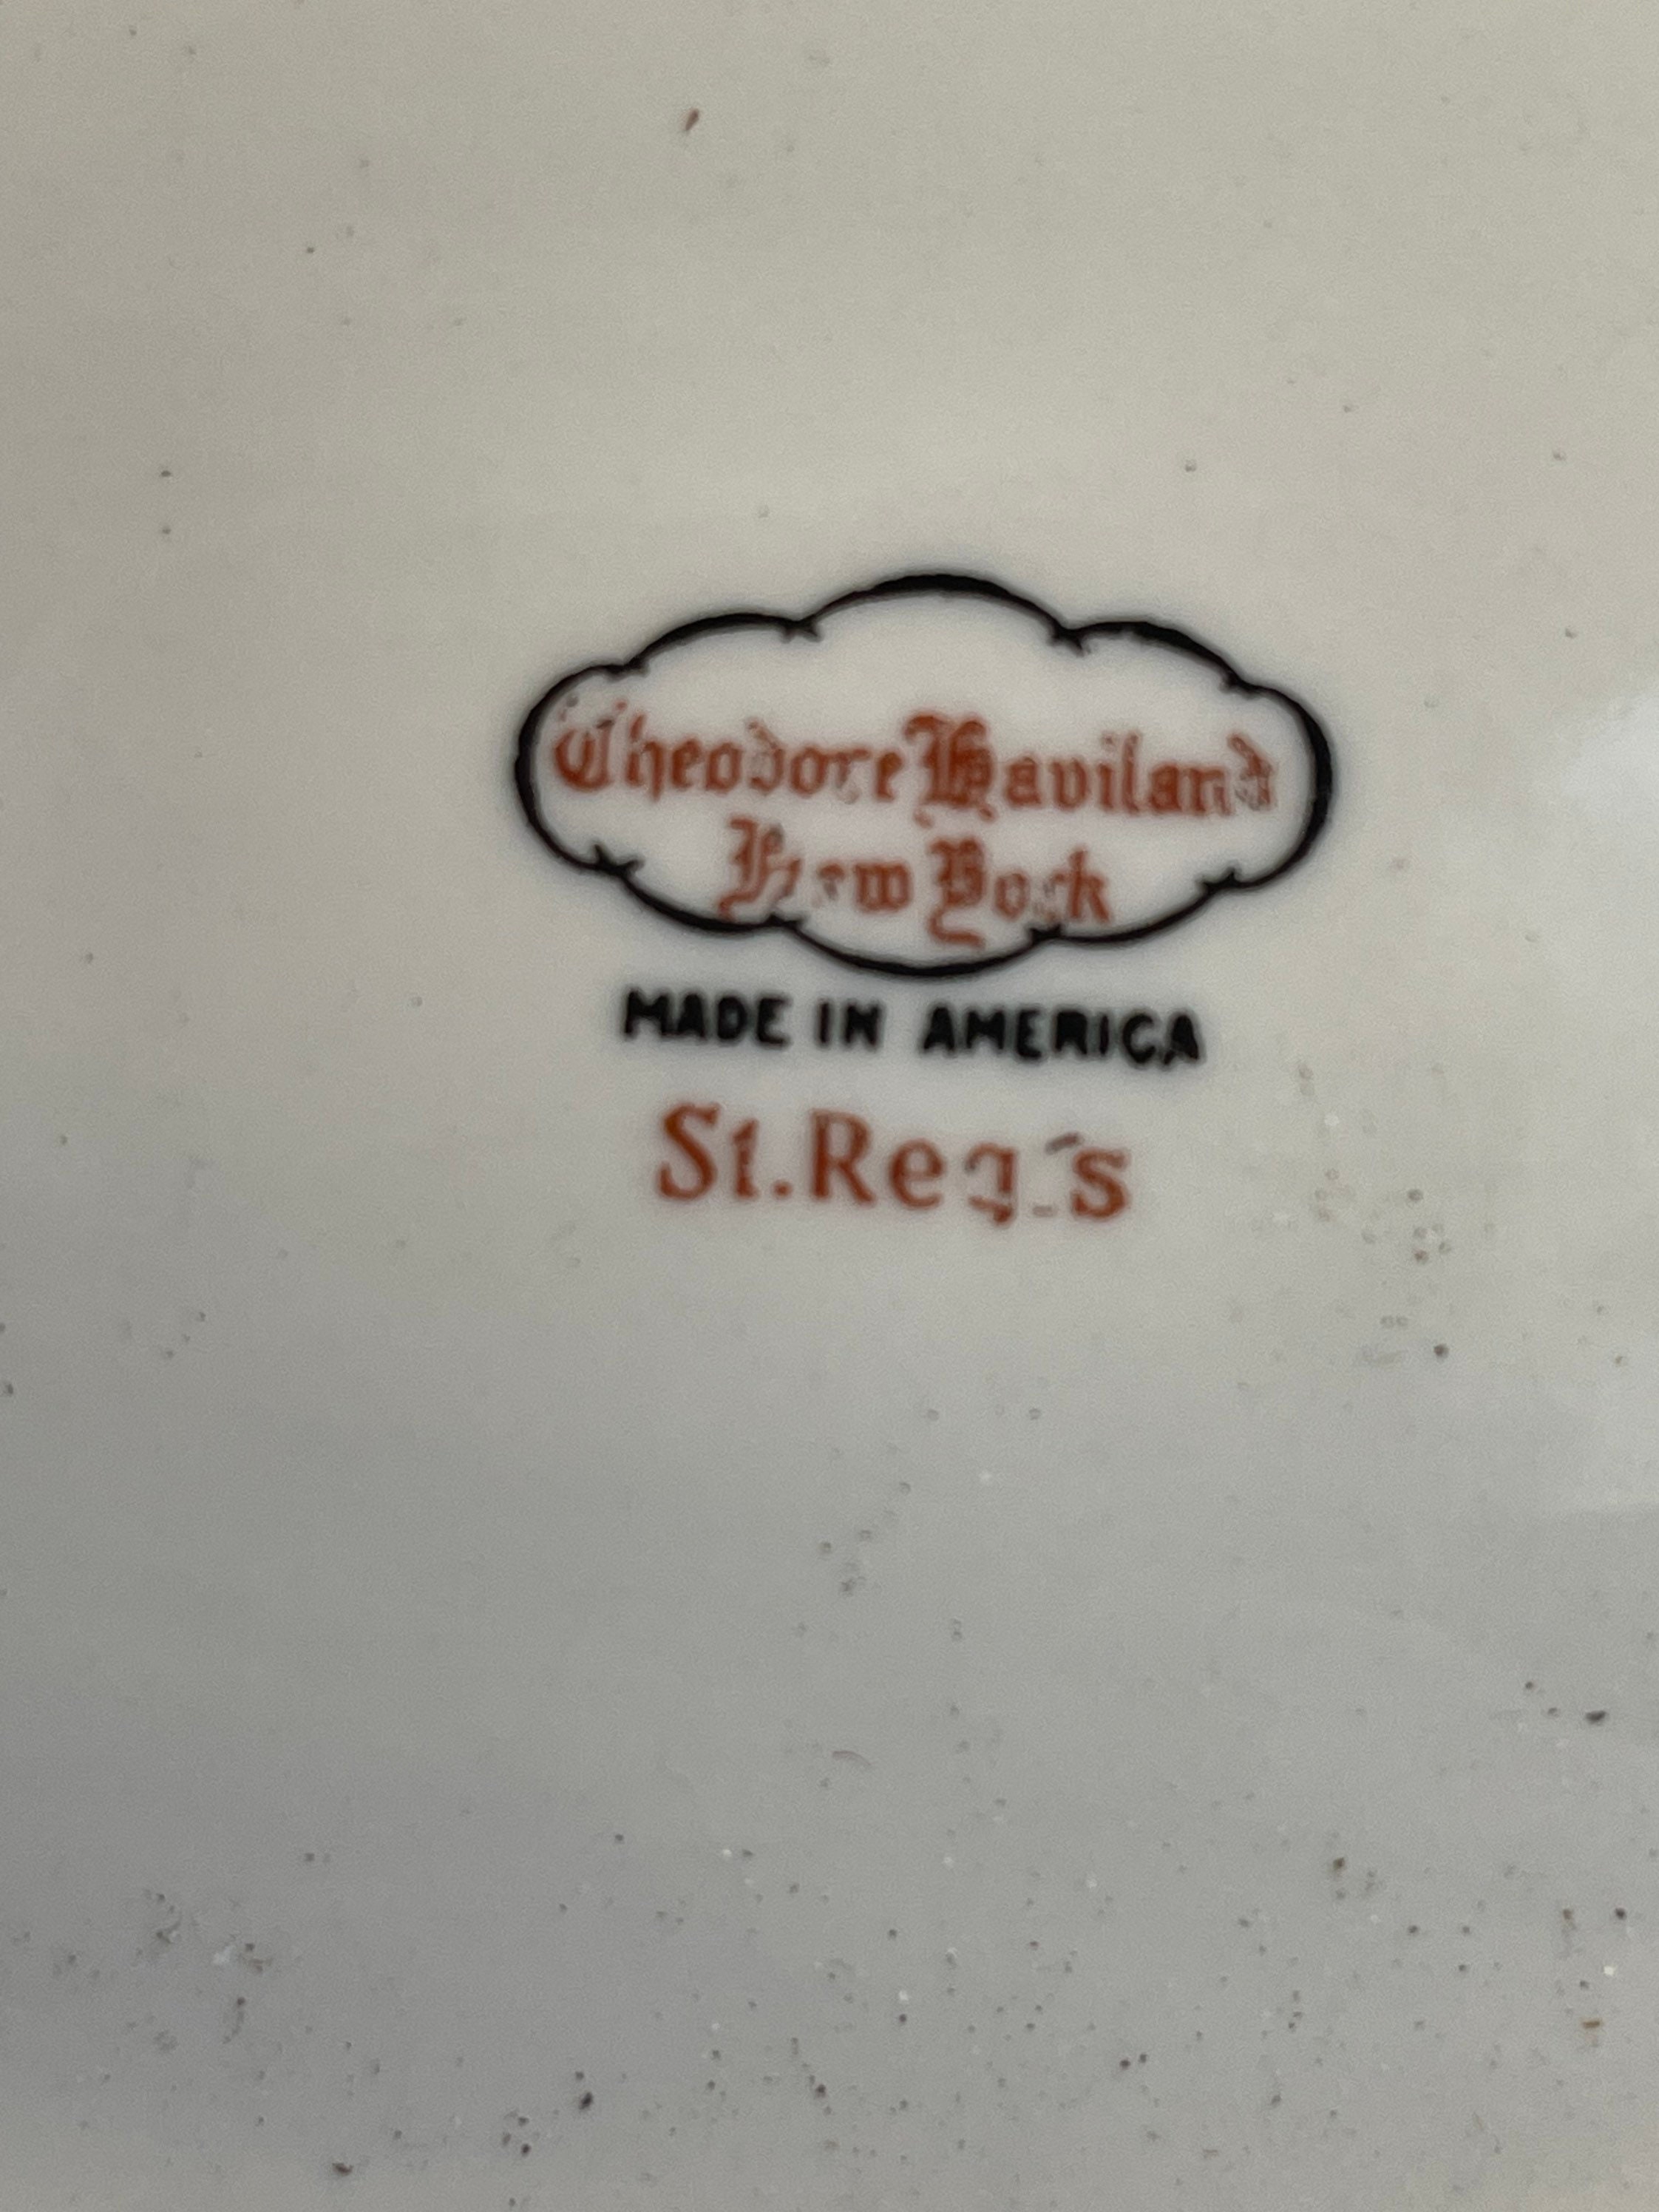 Theodore Haviland
New York
MADE IN AMERICA
St. Regis